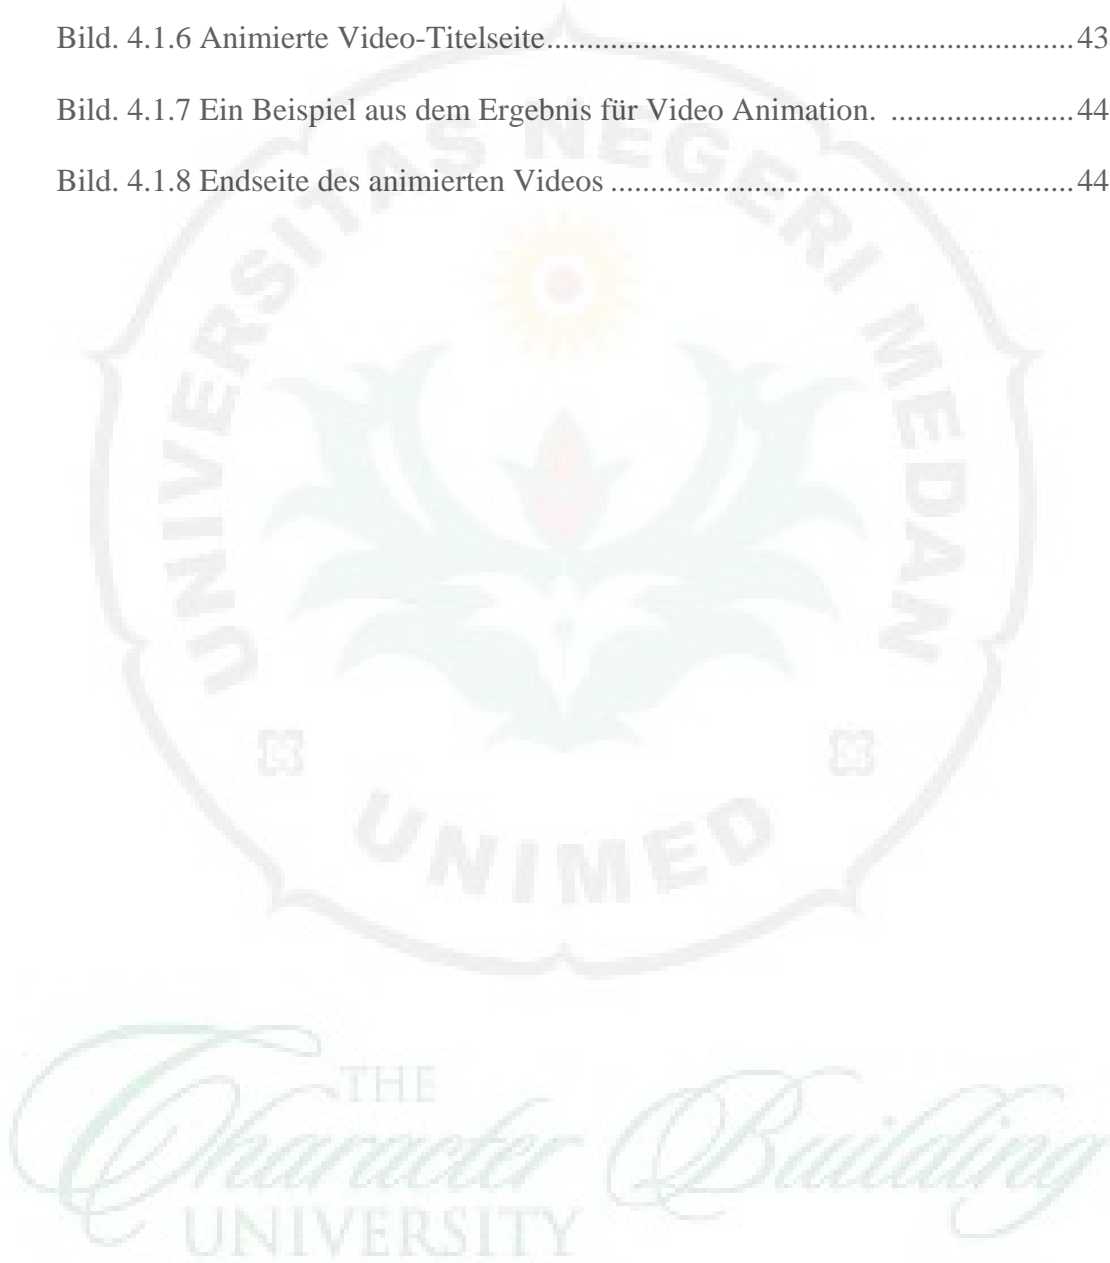 Bild. 4.1.6 Animierte Video-Titelseite....................................................................43
Bild. 4.1.7 Ein Beispiel aus dem Ergebnis für Video Animation. .......................44
Bild. 4.1.8 Endseite des animierten Videos...........................................................44
UNIVERSITAS NEGERI MEDAN
UNIMED
THE
Character Building
UNIVERSITY